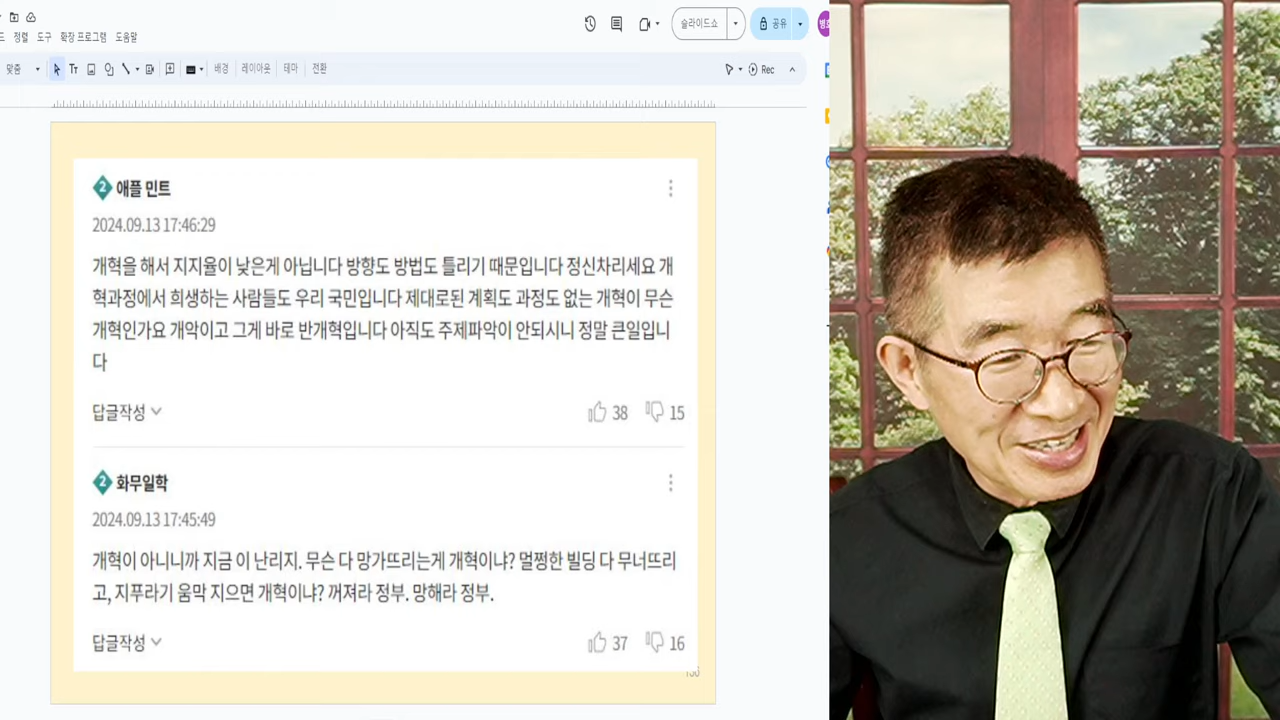 정렬 도구 확장 프로그램 도움말
슬라이드쇼
공유
맞춤
Tт
배경 레이아웃 테마 전환
Rec
2 애플 민트
2024.09.13 17:46:29
개혁을 해서 지지율이 낮은게 아닙니다 방향도 방법도 틀리기 때문입니다 정신차리세요 개
혁과정에서 희생하는 사람들도 우리 국민입니다 제대로된 계획도 과정도 없는 개혁이 무슨
개혁인가요 개악이고 그게 바로 반개혁입니다 아직도 주제파악이 안되시니 정말 큰일입니
다
답글작성
38 15
2 화무일학
2024.09.13 17:45:49
개혁이 아니니까 지금 이 난리지. 무슨 다 망가뜨리는게 개혁이냐? 멀쩡한 빌딩 다 무너뜨리
고, 지푸라기 움막 지으면 개혁이냐? 꺼져라 정부. 망해라 정부.
답글작성
37 16